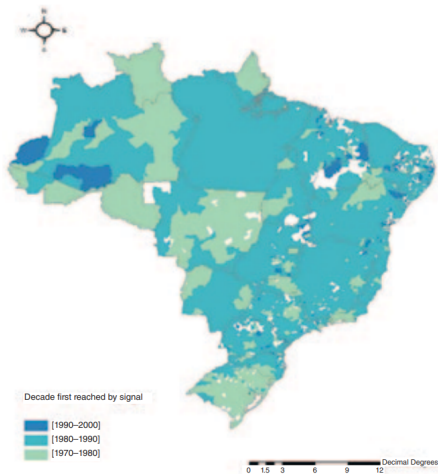 N
W
E
S
Decade first reached by signal
[1990–2000]
[1980–1990]
[1970–1980]
Decimal Degrees
0 1.5 3 6 9 12